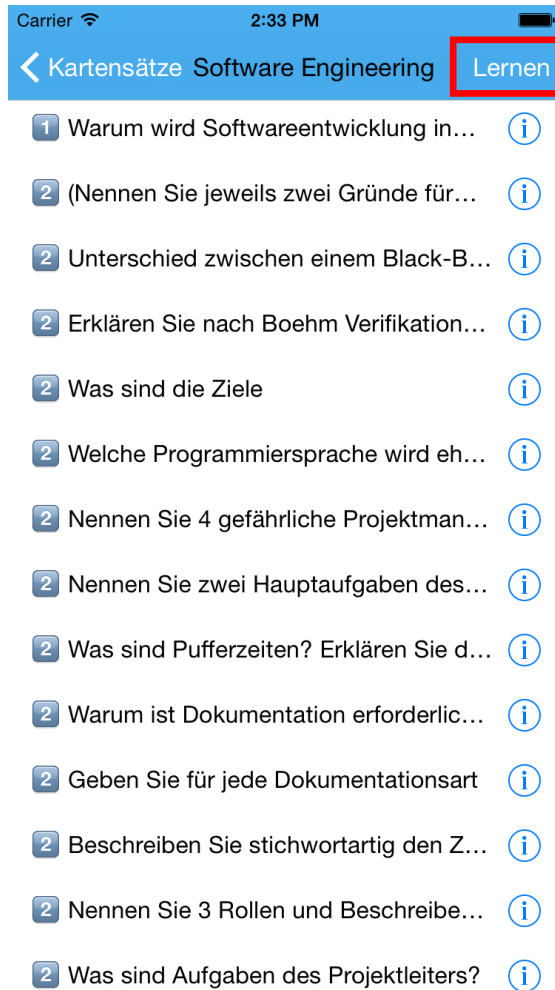 Carrier 2:33 PM
Kartensätze Software Engineering Lernen
1 Warum wird Softwareentwicklung in…
2 (Nennen Sie jeweils zwei Gründe für…
2 Unterschied zwischen einem Black-B…
2 Erklären Sie nach Boehm Verifikation…
2 Was sind die Ziele
2 Welche Programmiersprache wird eh…
2 Nennen Sie 4 gefährliche Projektman…
2 Nennen Sie zwei Hauptaufgaben des…
2 Was sind Pufferzeiten? Erklären Sie d…
2 Warum ist Dokumentation erforderlic…
2 Geben Sie für jede Dokumentationsart
2 Beschreiben Sie stichwortartig den Z…
2 Nennen Sie 3 Rollen und Beschreibe…
2 Was sind Aufgaben des Projektleiters?